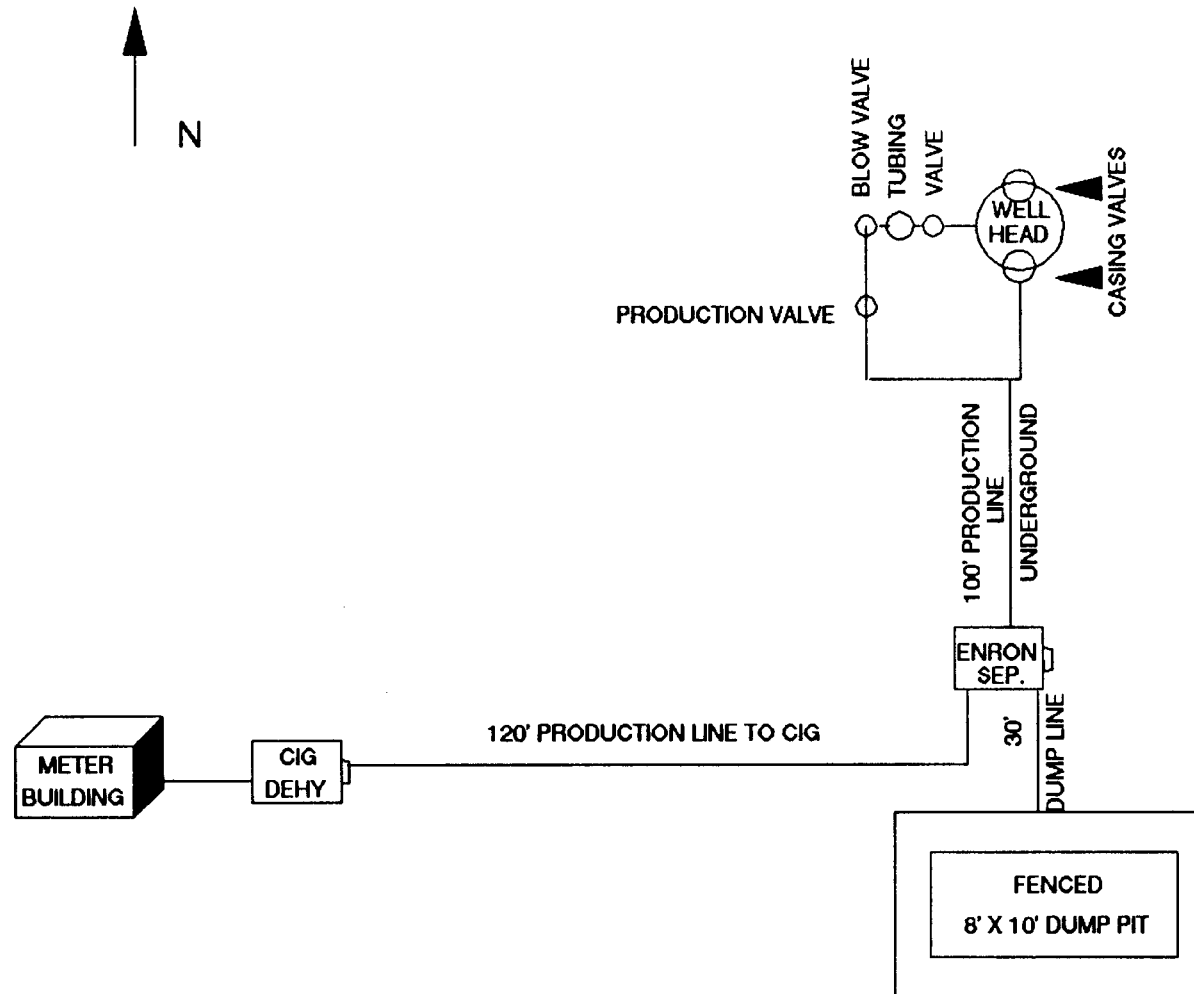 N
BLOW VALVE
TUBING
VALVE
WELL
HEAD
CASING VALVES
PRODUCTION VALVE
100' PRODUCTION
LINE
UNDERGROUND
ENRON
SEP.
120' PRODUCTION LINE TO CIG
30'
DUMP LINE
METER
BUILDING
CIG
DEHY
FENCED
8' X 10' DUMP PIT